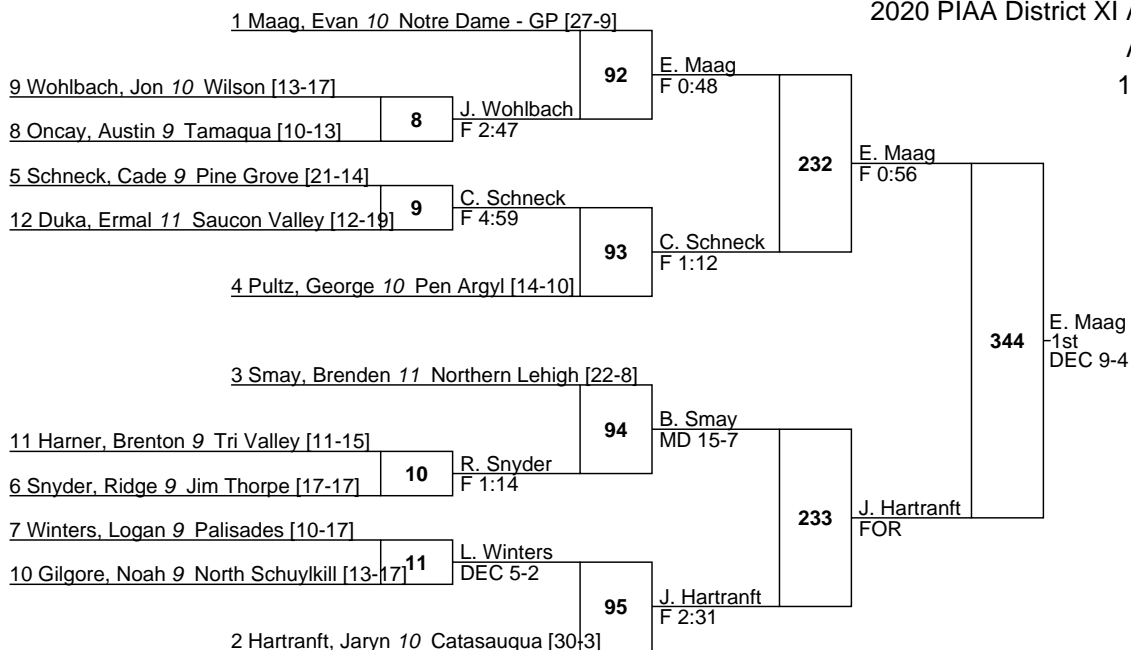 2020 PIAA District XI A
1 Maag, Evan 10 Notre Dame - GP [27-9]
92
E. Maag
F 0:48
1
9 Wohlbach, Jon 10 Wilson [13-17]
8
J. Wohlbach
F 2:47
8 Oncay, Austin 9 Tamaqua [10-13]
232
E. Maag
F 0:56
5 Schneck, Cade 9 Pine Grove [21-14]
9
C. Schneck
F 4:59
12 Duka, Ermal 11 Saucon Valley [12-19]
93
C. Schneck
F 1:12
4 Pultz, George 10 Pen Argyl [14-10]
344
E. Maag
1st
DEC 9-4
3 Smay, Brenden 11 Northern Lehigh [22-8]
94
B. Smay
MD 15-7
11 Harner, Brenton 9 Tri Valley [11-15]
10
R. Snyder
F 1:14
6 Snyder, Ridge 9 Jim Thorpe [17-17]
233
J. Hartranft
FOR
7 Winters, Logan 9 Palisades [10-17]
11
L. Winters
DEC 5-2
10 Gilgore, Noah 9 North Schuylkill [13-17]
95
J. Hartranft
F 2:31
2 Hartranft, Jaryn 10 Catasauqua [30-3]